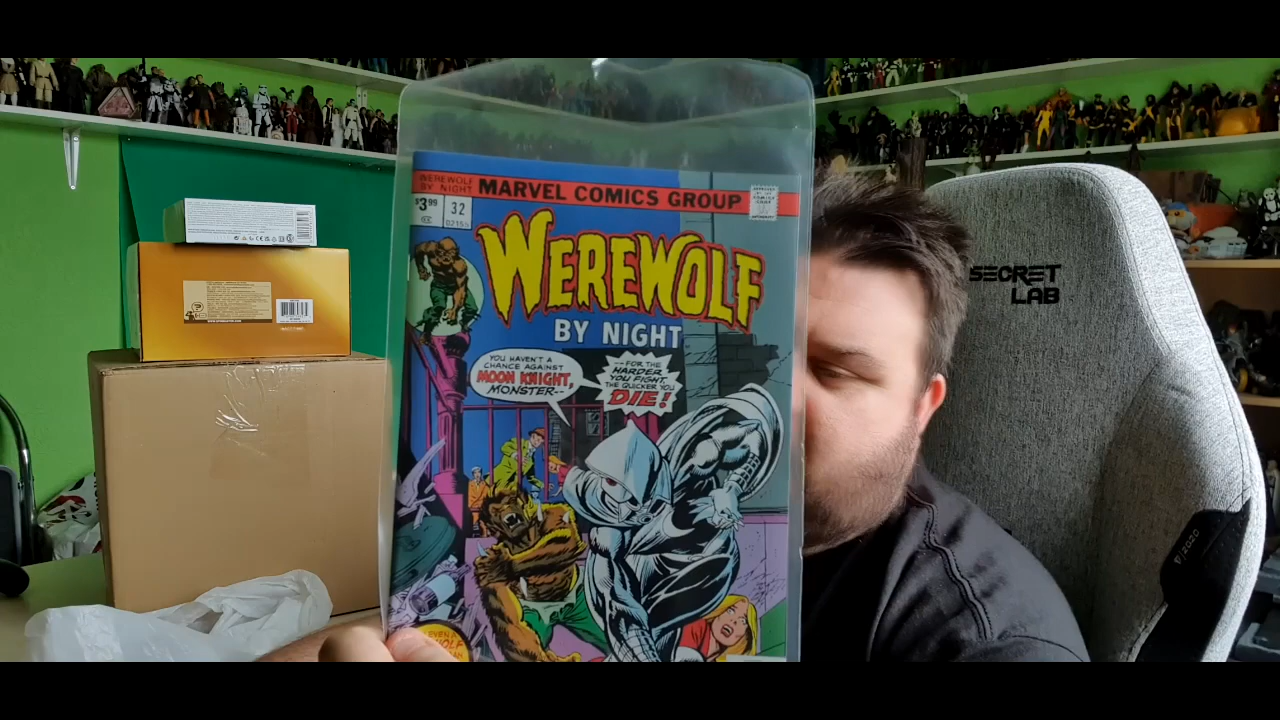 WEREWOLF
BY NIGHT
MARVEL COMICS GROUP
$3.99
32
02155
WEREWOLF
BY NIGHT
YOU HAVEN'T A
CHANCE AGAINST
MOON KNIGHT,
MONSTER--
--FOR THE
HARDER
YOU FIGHT,
THE QUICKER YOU
DIE!
SECRET
LAB